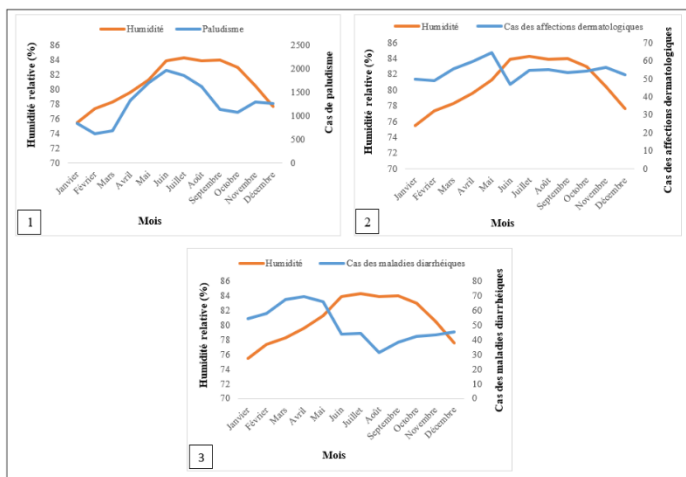 Humidité Paludisme
Humidité relative (%)
86
84
82
80
78
76
74
72
70
2500
2000
1500
1000
500
0
Cas de paludisme
Janvier
Février
Mars
Avril
Mai
Juin
Juillet
Août
Septembre
Octobre
Novembre
Décembre
Mois
1
Humidité Cas des affections dermatologiques
Humidité relative (%)
86
84
82
80
78
76
74
72
70
70
60
50
40
30
20
10
0
Cas des affections dermatologiques
Janvier
Février
Mars
Avril
Mai
Juin
Juillet
Août
Septembre
Octobre
Novembre
Décembre
Mois
2
Humidité Cas des maladies diarrhéiques
Humidité relative (%)
86
84
82
80
78
76
74
72
70
80
70
60
50
40
30
20
10
0
Cas des maladies diarrhéiques
Janvier
Février
Mars
Avril
Mai
Juin
Juillet
Août
Septembre
Octobre
Novembre
Décembre
Mois
3